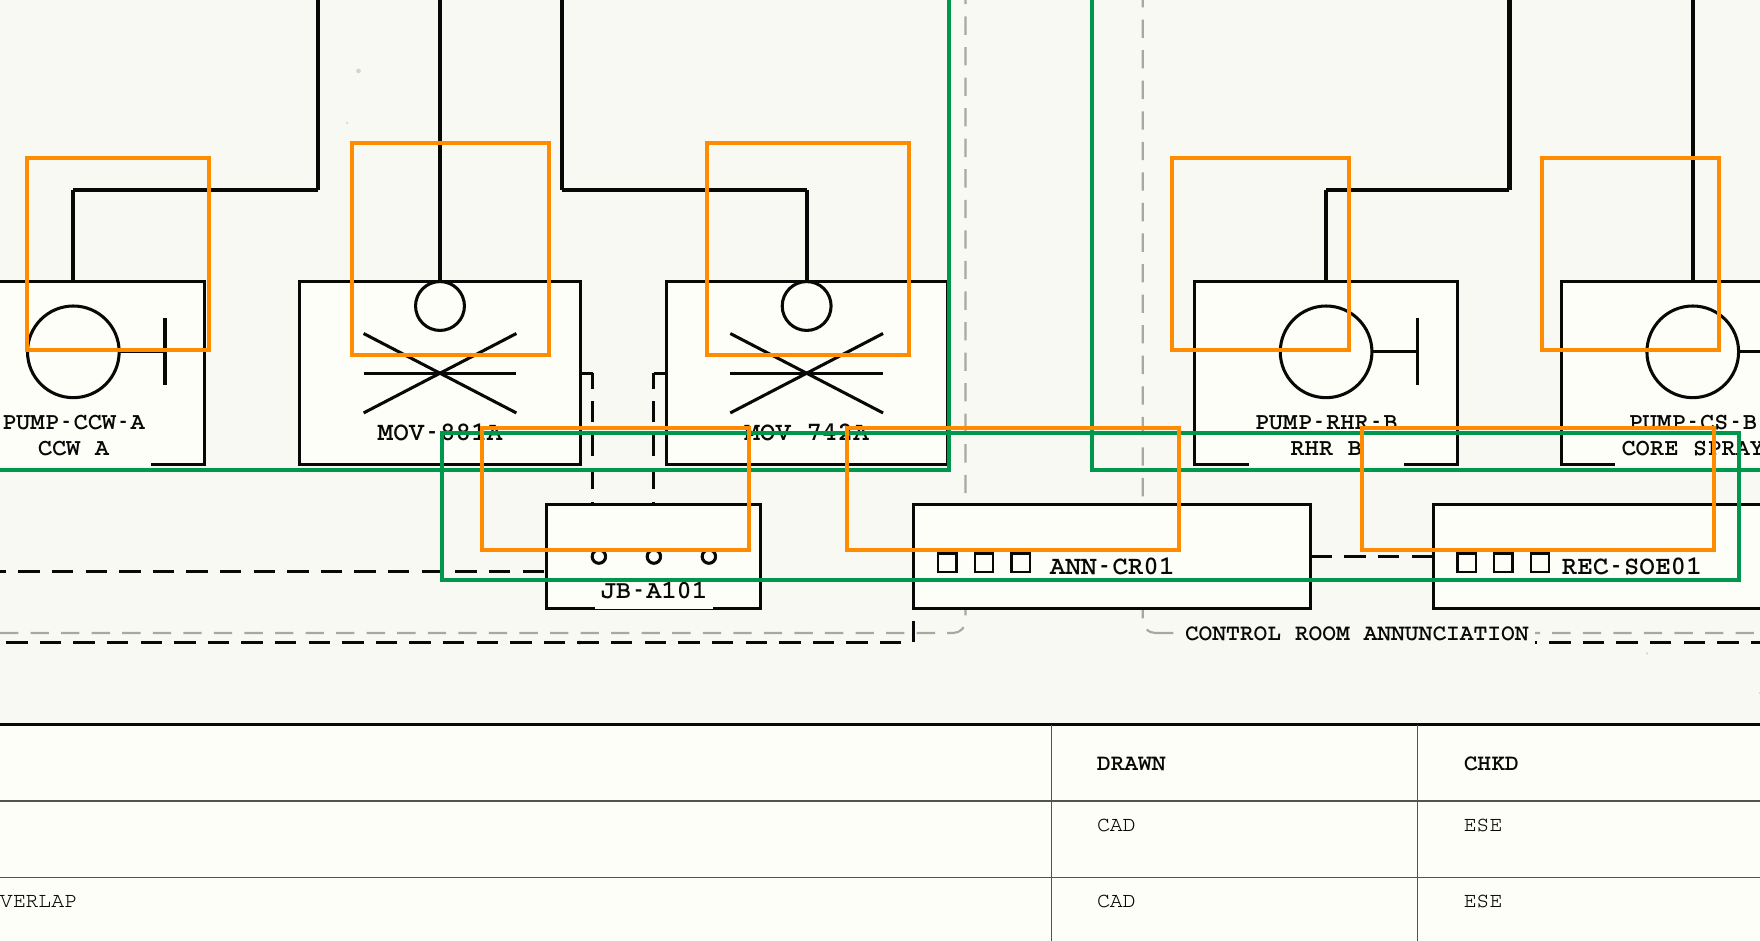 PUMP-CCW-A
CCW A
MOV-881A
MOV-742A
PUMP-RHR-B
RHR B
PUMP-CS-B
CORE SPRAY
JB-A101
ANN-CR01
REC-SOE01
CONTROL ROOM ANNUNCIATION
DRAWN
CHKD
CAD
ESE
VERLAP
CAD
ESE